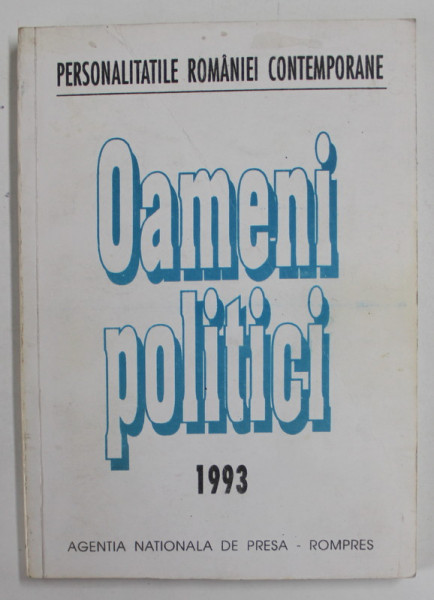 PERSONALITATILE ROMÂNIEI CONTEMPORANE
Oameni
politici
1993
AGENTIA NATIONALA DE PRESA - ROMPRES